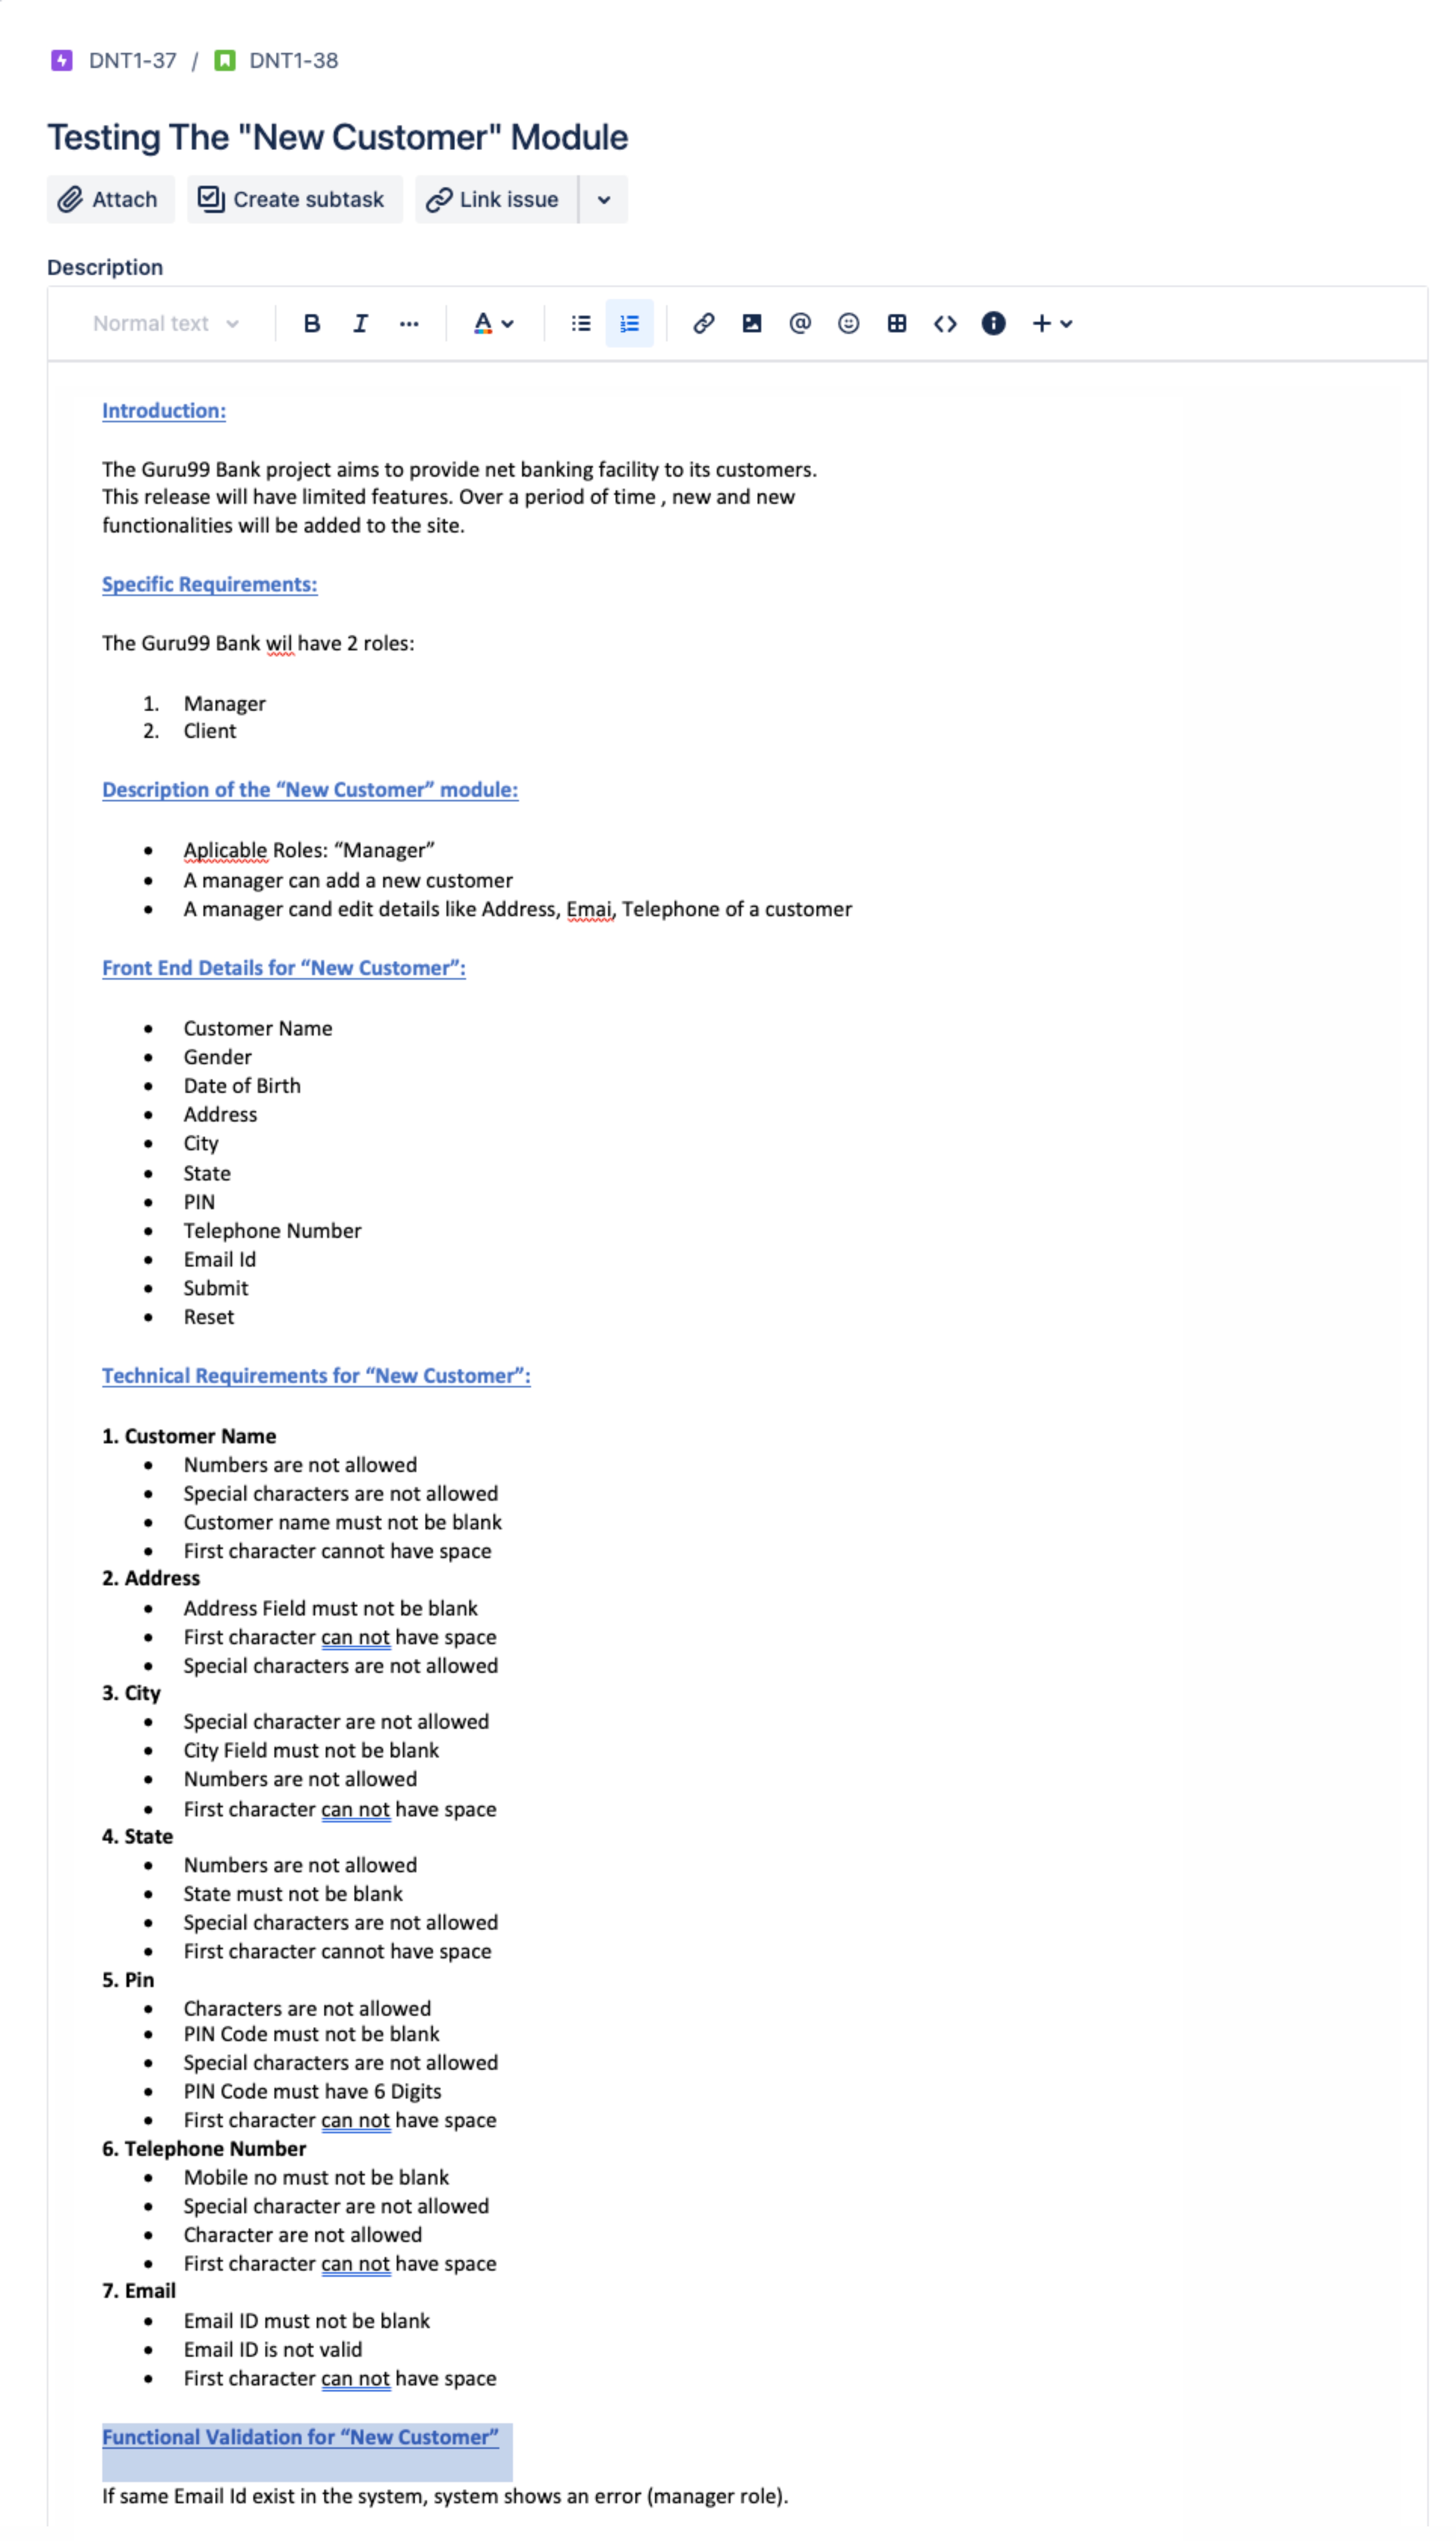 DNT1-37 / DNT1-38
Testing The "New Customer" Module
Attach Create subtask Link issue
Description
Normal text B I ... A @ <> i +
Introduction:
The Guru99 Bank project aims to provide net banking facility to its customers.
This release will have limited features. Over a period of time , new and new
functionalities will be added to the site.
Specific Requirements:
The Guru99 Bank wil have 2 roles:
1. Manager
2. Client
Description of the “New Customer” module:
• Aplicable Roles: “Manager”
• A manager can add a new customer
• A manager cand edit details like Address, Emai, Telephone of a customer
Front End Details for “New Customer”:
• Customer Name
• Gender
• Date of Birth
• Address
• City
• State
• PIN
• Telephone Number
• Email Id
• Submit
• Reset
Technical Requirements for “New Customer”:
1. Customer Name
• Numbers are not allowed
• Special characters are not allowed
• Customer name must not be blank
• First character cannot have space
2. Address
• Address Field must not be blank
• First character can not have space
• Special characters are not allowed
3. City
• Special character are not allowed
• City Field must not be blank
• Numbers are not allowed
• First character can not have space
4. State
• Numbers are not allowed
• State must not be blank
• Special characters are not allowed
• First character cannot have space
5. Pin
• Characters are not allowed
• PIN Code must not be blank
• Special characters are not allowed
• PIN Code must have 6 Digits
• First character can not have space
6. Telephone Number
• Mobile no must not be blank
• Special character are not allowed
• Character are not allowed
• First character can not have space
7. Email
• Email ID must not be blank
• Email ID is not valid
• First character can not have space
Functional Validation for “New Customer”
If same Email Id exist in the system, system shows an error (manager role).